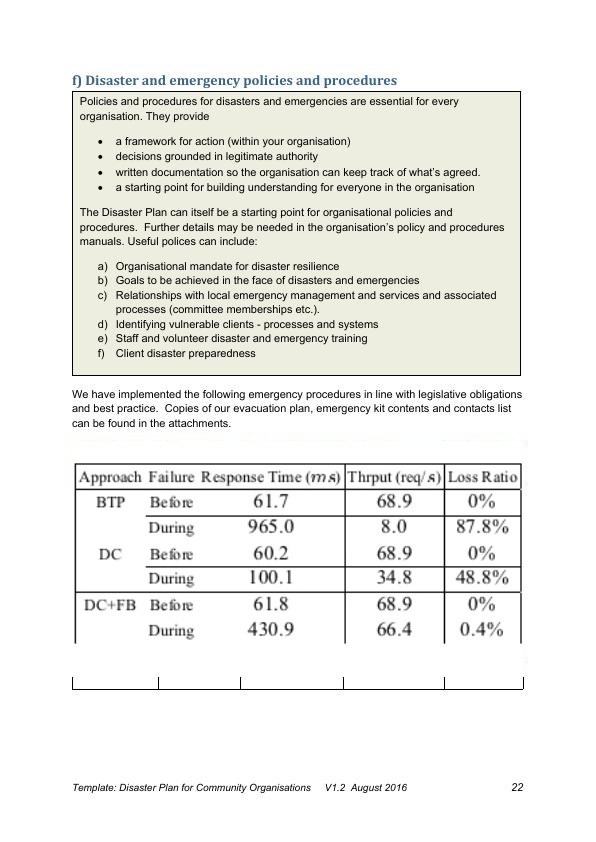 f) Disaster and emergency policies and procedures
Policies and procedures for disasters and emergencies are essential for every
organisation. They provide
• a framework for action (within your organisation)
• decisions grounded in legitimate authority
• written documentation so the organisation can keep track of what's agreed.
• a starting point for building understanding for everyone in the organisation
The Disaster Plan can itself be a starting point for organisational policies and
procedures. Further details may be needed in the organisation's policy and procedures
manuals. Useful polices can include:
a) Organisational mandate for disaster resilience
b) Goals to be achieved in the face of disasters and emergencies
c) Relationships with local emergency management and services and associated
processes (committee memberships etc.).
d) Identifying vulnerable clients - processes and systems
e) Staff and volunteer disaster and emergency training
f) Client disaster preparedness
We have implemented the following emergency procedures in line with legislative obligations
and best practice. Copies of our evacuation plan, emergency kit contents and contacts list
can be found in the attachments.
Approach Failure Response Time (ms) Thrput (req/s) Loss Ratio
BTP Before 61.7 68.9 0%
During 965.0 8.0 87.8%
DC Before 60.2 68.9 0%
During 100.1 34.8 48.8%
DC+FB Before 61.8 68.9 0%
During 430.9 66.4 0.4%
Template: Disaster Plan for Community Organisations V1.2 August 2016 22